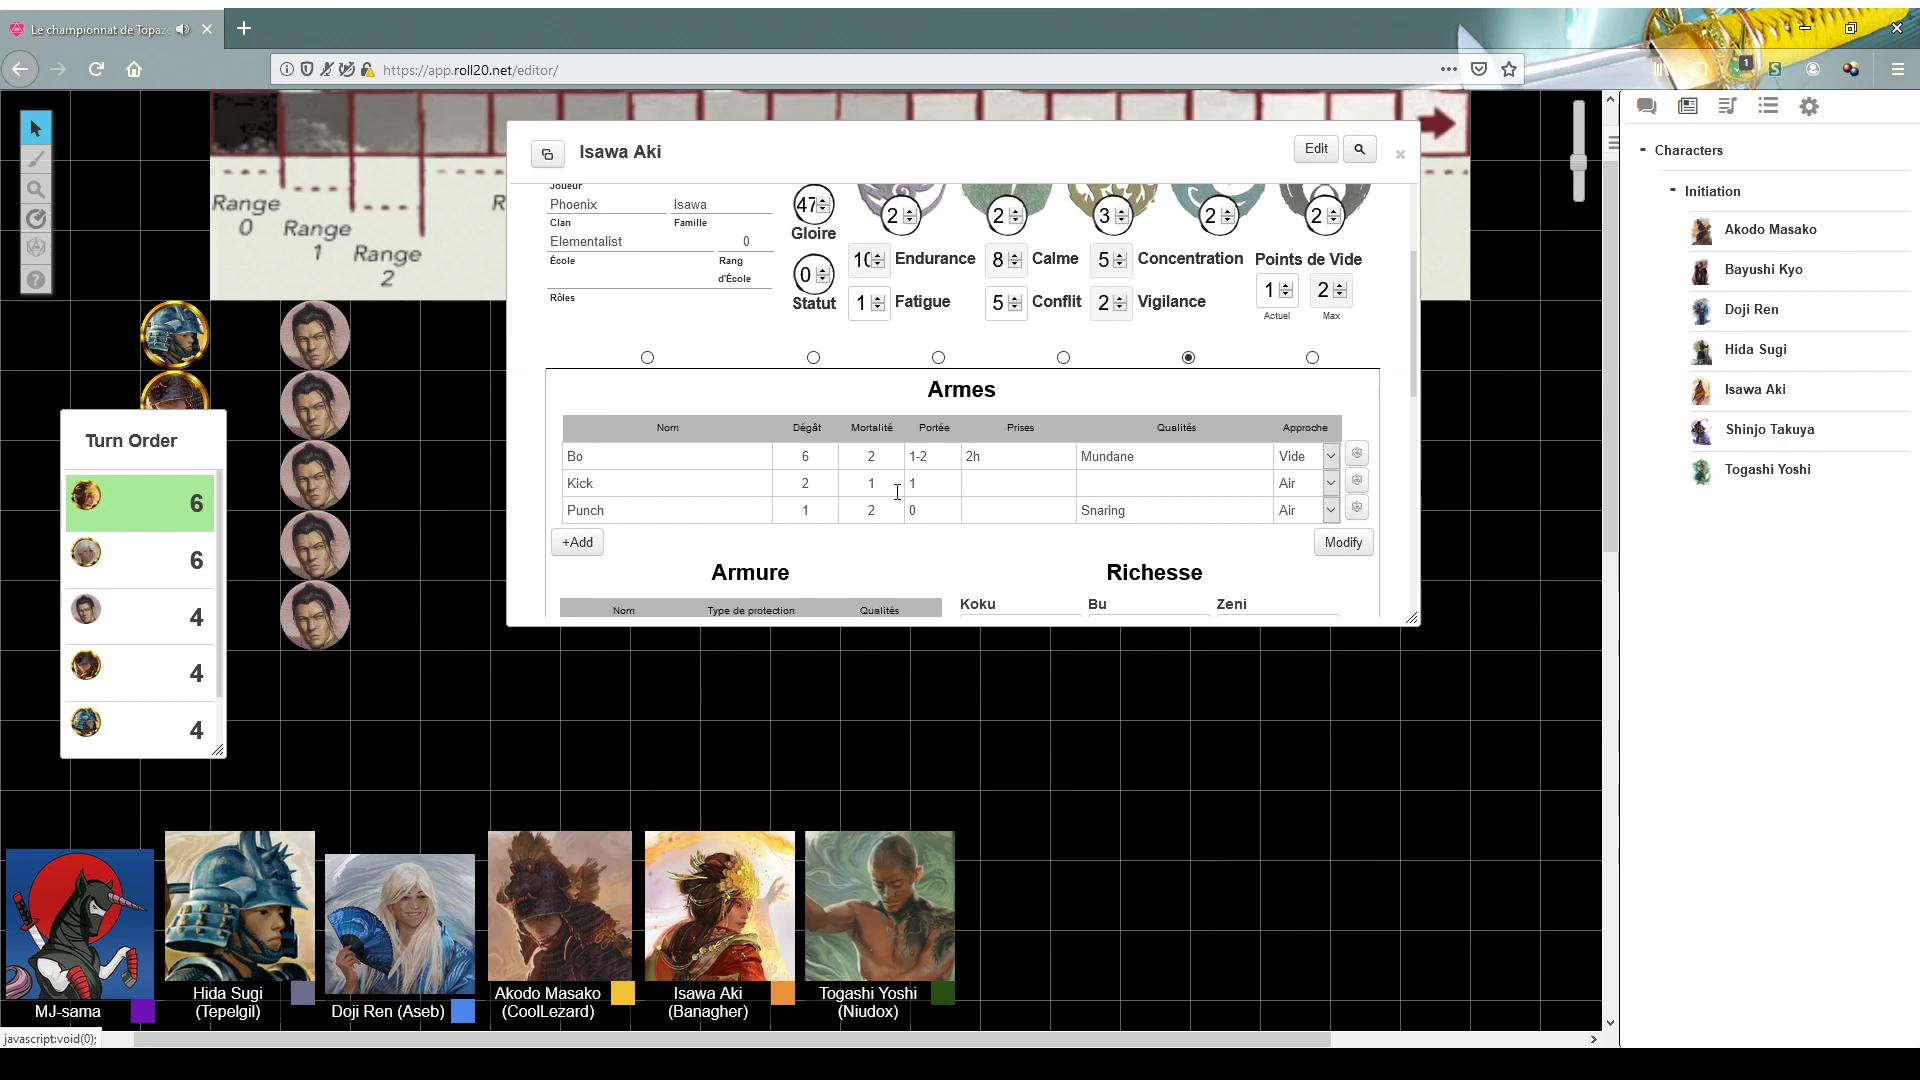 Le championnat de Topaze
https://app.roll20.net/editor/
1
Range
0
Range
1
Range
2
R
Isawa Aki
Edit
Joueur
Phoenix
Isawa
Clan
Famille
Elementalist
0
École
Rang
d'École
Rôles
47
Gloire
0
Statut
2
2
3
2
2
10
Endurance
8
Calme
5
Concentration
Points de Vide
1
Fatigue
5
Conflit
2
Vigilance
1
2
Actuel
Max
Armes
Nom
Dégât
Mortalité
Portée
Prises
Qualités
Approche
Bo
6
2
1-2
2h
Mundane
Vide
Kick
2
1
1
Air
Punch
1
2
0
Snaring
Air
+Add
Modify
Armure
Richesse
Nom
Type de protection
Qualités
Koku
Bu
Zeni
Turn Order
6
6
4
4
4
Characters
Initiation
Akodo Masako
Bayushi Kyo
Doji Ren
Hida Sugi
Isawa Aki
Shinjo Takuya
Togashi Yoshi
MJ-sama
Hida Sugi
(Tepelgil)
Doji Ren (Aseb)
Akodo Masako
(CoolLezard)
Isawa Aki
(Banagher)
Togashi Yoshi
(Niudox)
javascript:void(0);